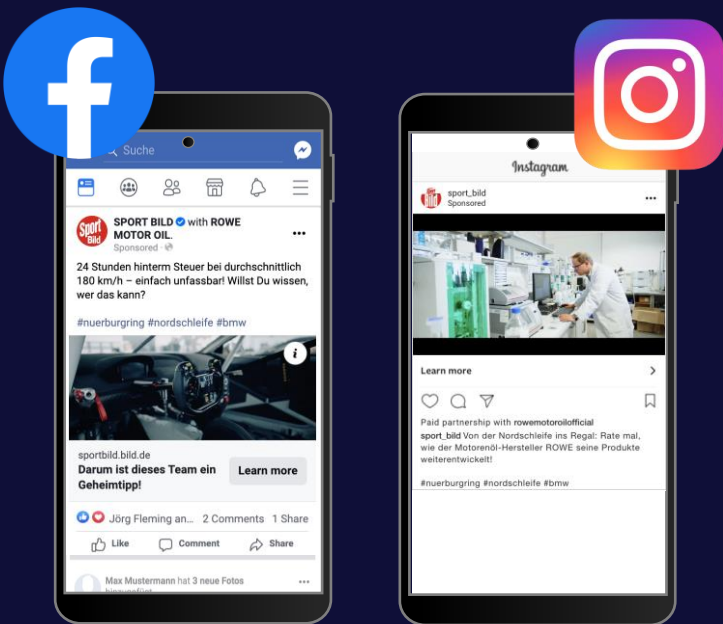 Suche
Sport
Bild
SPORT BILD with ROWE
MOTOR OIL.
Sponsored
24 Stunden hinterm Steuer bei durchschnittlich
180 km/h – einfach unfassbar! Willst Du wissen,
wer das kann?
#nuerburgring #nordschleife #bmw
i
sportbild.bild.de
Darum ist dieses Team ein
Geheimtipp!
Learn more
Jörg Fleming an... 2 Comments 1 Share
Like Comment Share
Max Mustermann hat 3 neue Fotos
Instagram
sport_bild
Sponsored
Learn more
Paid partnership with rowemotoroilofficial
sport_bild Von der Nordschleife ins Regal: Rate mal,
wie der Motorenöl-Hersteller ROWE seine Produkte
weiterentwickelt!
#nuerburgring #nordschleife #bmw